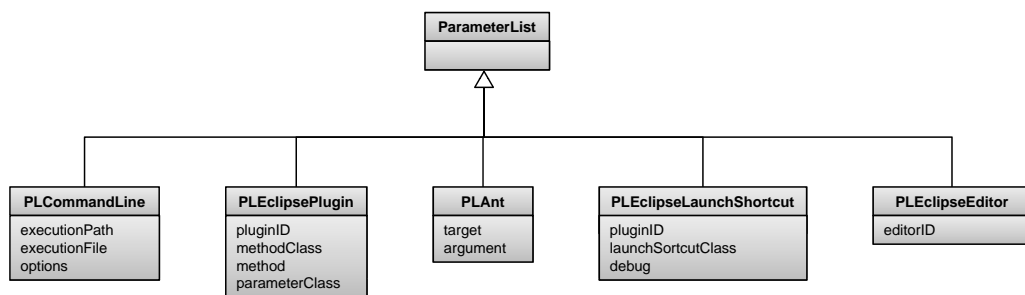 ParameterList
PLCommandLine
executionPath
executionFile
options
PLEclipsePlugin
pluginID
methodClass
method
parameterClass
PLAnt
target
argument
PLEclipseLaunchShortcut
pluginID
launchSortcutClass
debug
PLEclipseEditor
editorID